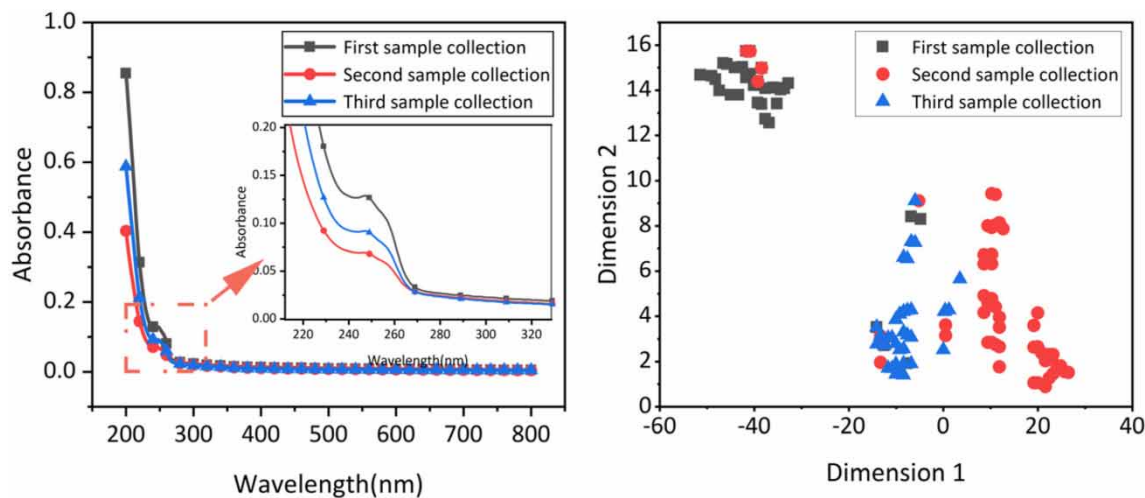 First sample collection
Second sample collection
Third sample collection
1.0
0.8
0.6
0.4
0.2
0.0
Absorbance
200 300 400 500 600 700 800
Wavelength(nm)
0.20
0.15
0.10
0.05
0.00
Absorbance
220 240 260 280 300 320
Wavelength(nm)
First sample collection
Second sample collection
Third sample collection
16
14
12
10
8
6
4
2
0
Dimension 2
-60 -40 -20 0 20 40
Dimension 1